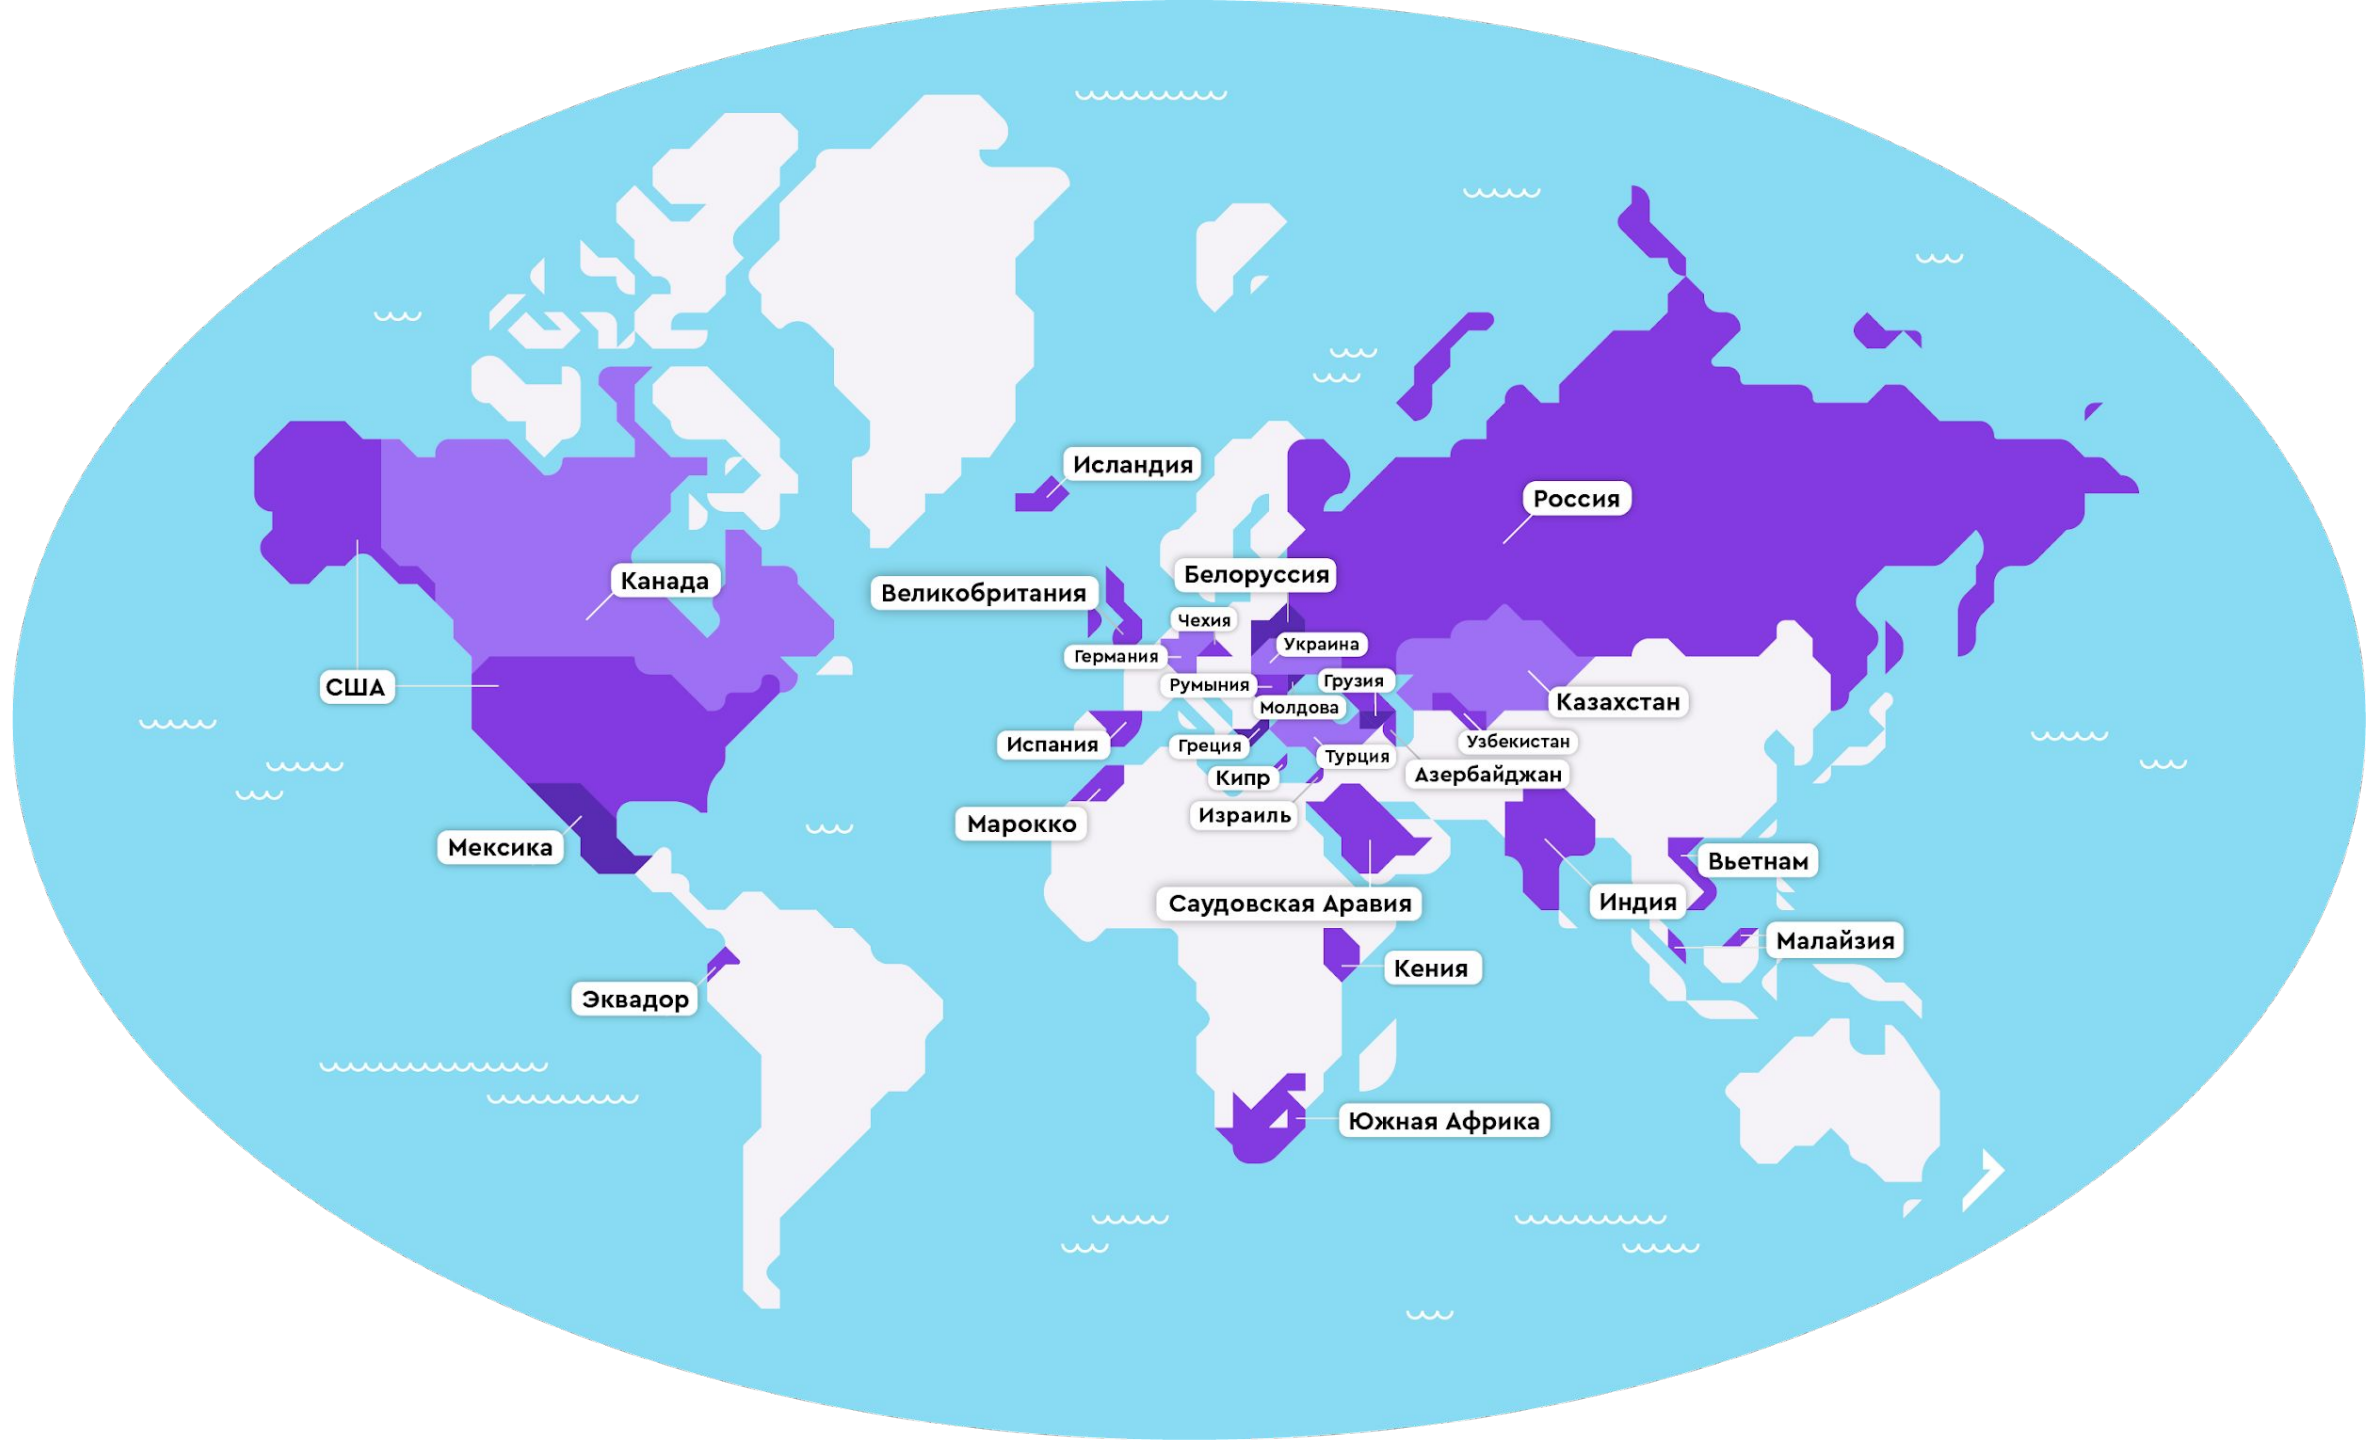 Исландия
Россия
Белоруссия
Канада
Великобритания
Чехия
Украина
Германия
Грузия
США
Румыния
Казахстан
Молдова
Испания
Греция
Узбекистан
Турция
Кипр
Азербайджан
Израиль
Марокко
Мексика
Вьетнам
Саудовская Аравия
Индия
Малайзия
Кения
Эквадор
Южная Африка